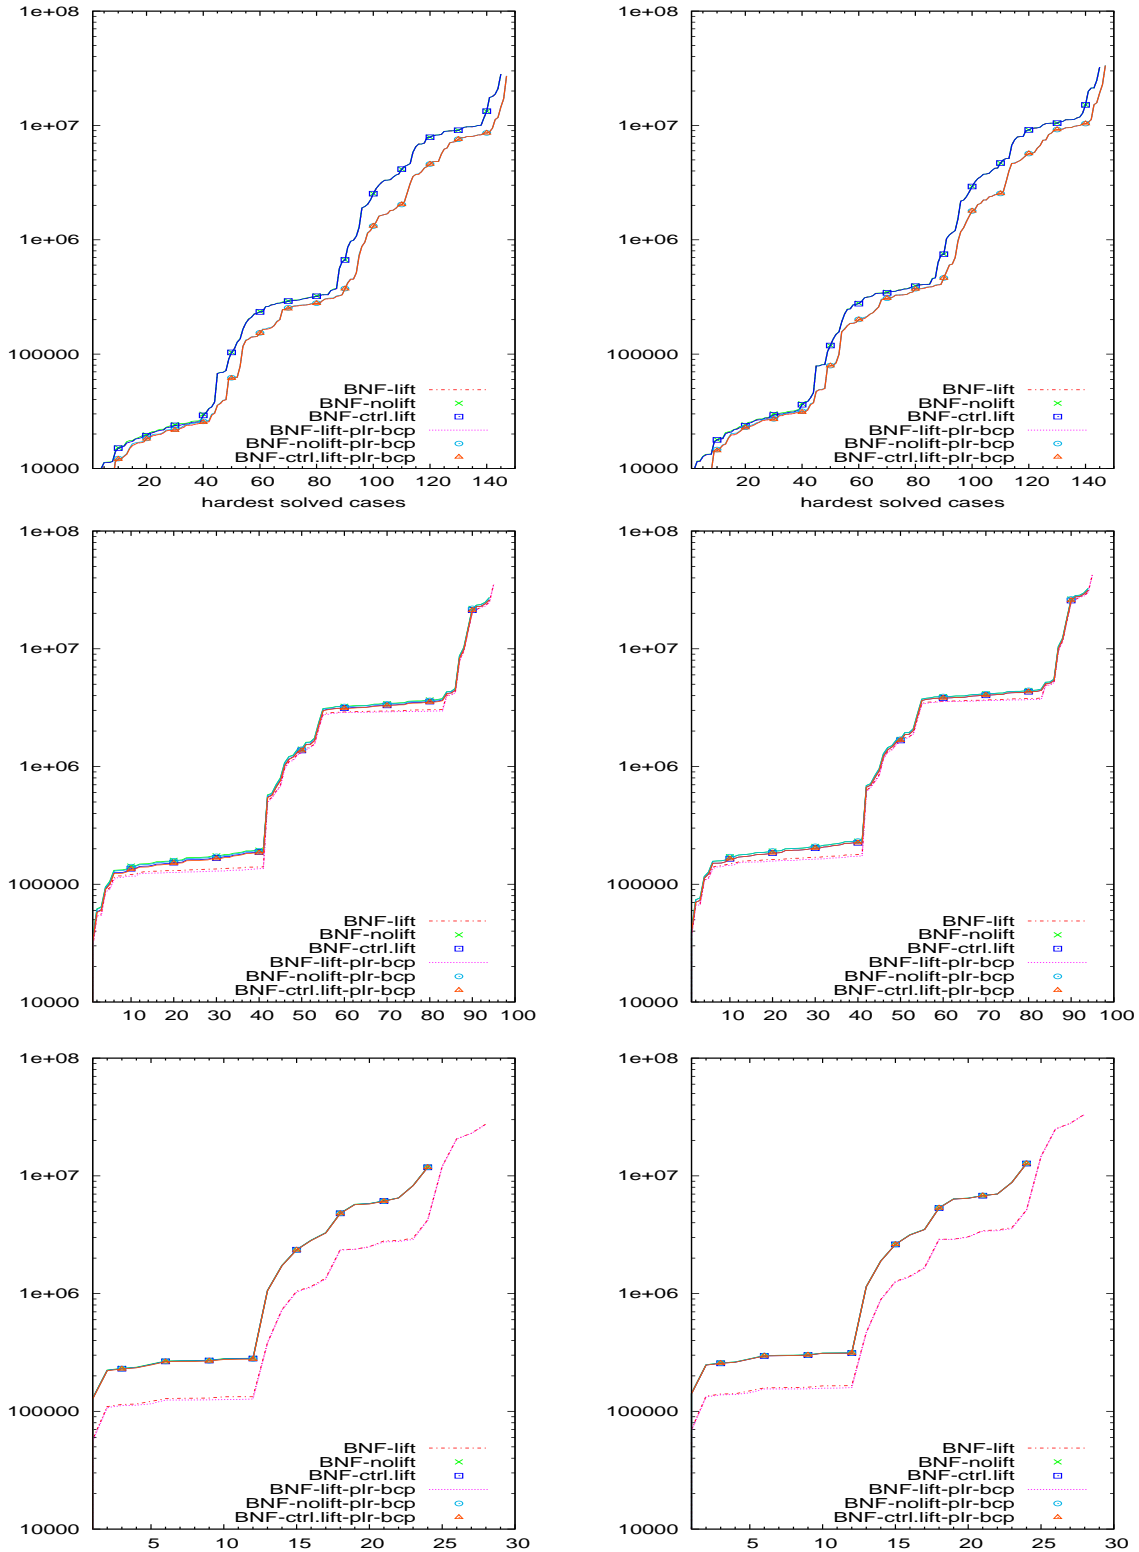 1e+08
1e+07
1e+06
100000
10000
BNF-lift
BNF-nolift
BNF-ctrl.lift
BNF-lift-plr-bcp
BNF-nolift-plr-bcp
BNF-ctrl.lift-plr-bcp
20 40 60 80 100 120 140
hardest solved cases
1e+08
1e+07
1e+06
100000
10000
BNF-lift
BNF-nolift
BNF-ctrl.lift
BNF-lift-plr-bcp
BNF-nolift-plr-bcp
BNF-ctrl.lift-plr-bcp
20 40 60 80 100 120 140
hardest solved cases
1e+08
1e+07
1e+06
100000
10000
BNF-lift
BNF-nolift
BNF-ctrl.lift
BNF-lift-plr-bcp
BNF-nolift-plr-bcp
BNF-ctrl.lift-plr-bcp
10 20 30 40 50 60 70 80 90 100
1e+08
1e+07
1e+06
100000
10000
BNF-lift
BNF-nolift
BNF-ctrl.lift
BNF-lift-plr-bcp
BNF-nolift-plr-bcp
BNF-ctrl.lift-plr-bcp
10 20 30 40 50 60 70 80 90 100
1e+08
1e+07
1e+06
100000
10000
BNF-lift
BNF-nolift
BNF-ctrl.lift
BNF-lift-plr-bcp
BNF-nolift-plr-bcp
BNF-ctrl.lift-plr-bcp
5 10 15 20 25 30
1e+08
1e+07
1e+06
100000
10000
BNF-lift
BNF-nolift
BNF-ctrl.lift
BNF-lift-plr-bcp
BNF-nolift-plr-bcp
BNF-ctrl.lift-plr-bcp
5 10 15 20 25 30